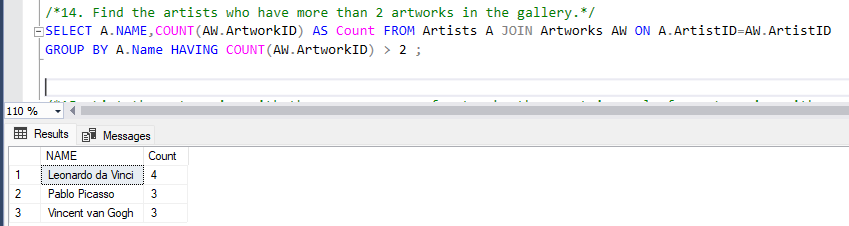 /*14. Find the artists who have more than 2 artworks in the gallery.*/
SELECT A.NAME,COUNT(AW.ArtworkID) AS Count FROM Artists A JOIN Artworks AW ON A.ArtistID=AW.ArtistID
GROUP BY A.Name HAVING COUNT(AW.ArtworkID) > 2 ;
110 %
Results Messages
NAME Count
1 Leonardo da Vinci 4
2 Pablo Picasso 3
3 Vincent van Gogh 3